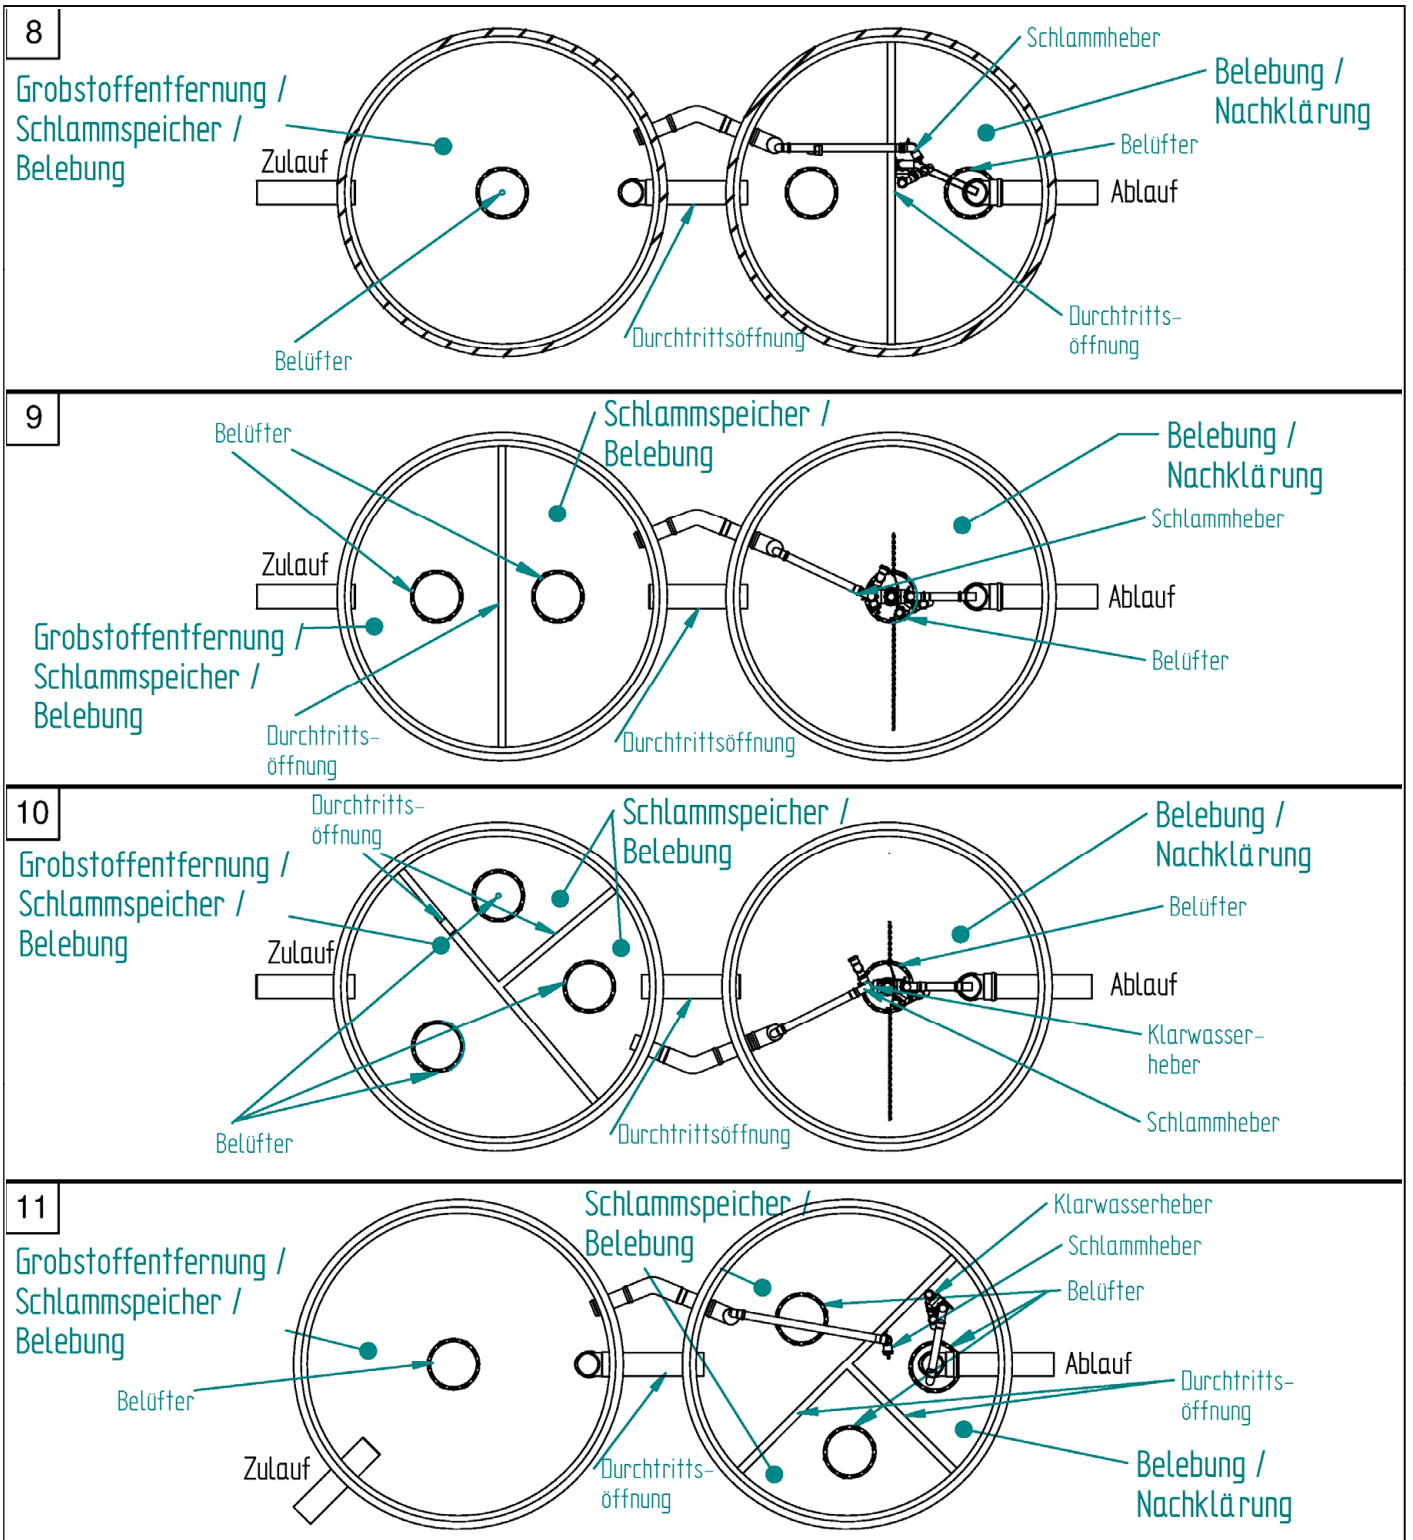 8
Grobstoffentfernung /
Schlammspeicher /
Belebung
Zulauf
Belüfter
Durchtrittsöffnung
Schlammheber
Belebung /
Nachklärung
Belüfter
Ablauf
Durchtritts-
öffnung
9
Belüfter
Schlammspeicher /
Belebung
Belebung /
Nachklärung
Schlammheber
Zulauf
Ablauf
Grobstoffentfernung /
Schlammspeicher /
Belebung
Belüfter
Durchtritts-
öffnung
Durchtrittsöffnung
10
Durchtritts-
öffnung
Schlammspeicher /
Belebung
Belebung /
Nachklärung
Grobstoffentfernung /
Schlammspeicher /
Belebung
Belüfter
Zulauf
Ablauf
Klarwasser-
heber
Belüfter
Durchtrittsöffnung
Schlammheber
11
Schlammspeicher /
Belebung
Klarwasserheber
Schlammheber
Belüfter
Grobstoffentfernung /
Schlammspeicher /
Belebung
Belüfter
Ablauf
Durchtritts-
öffnung
Zulauf
Durchtritts-
öffnung
Belebung /
Nachklärung